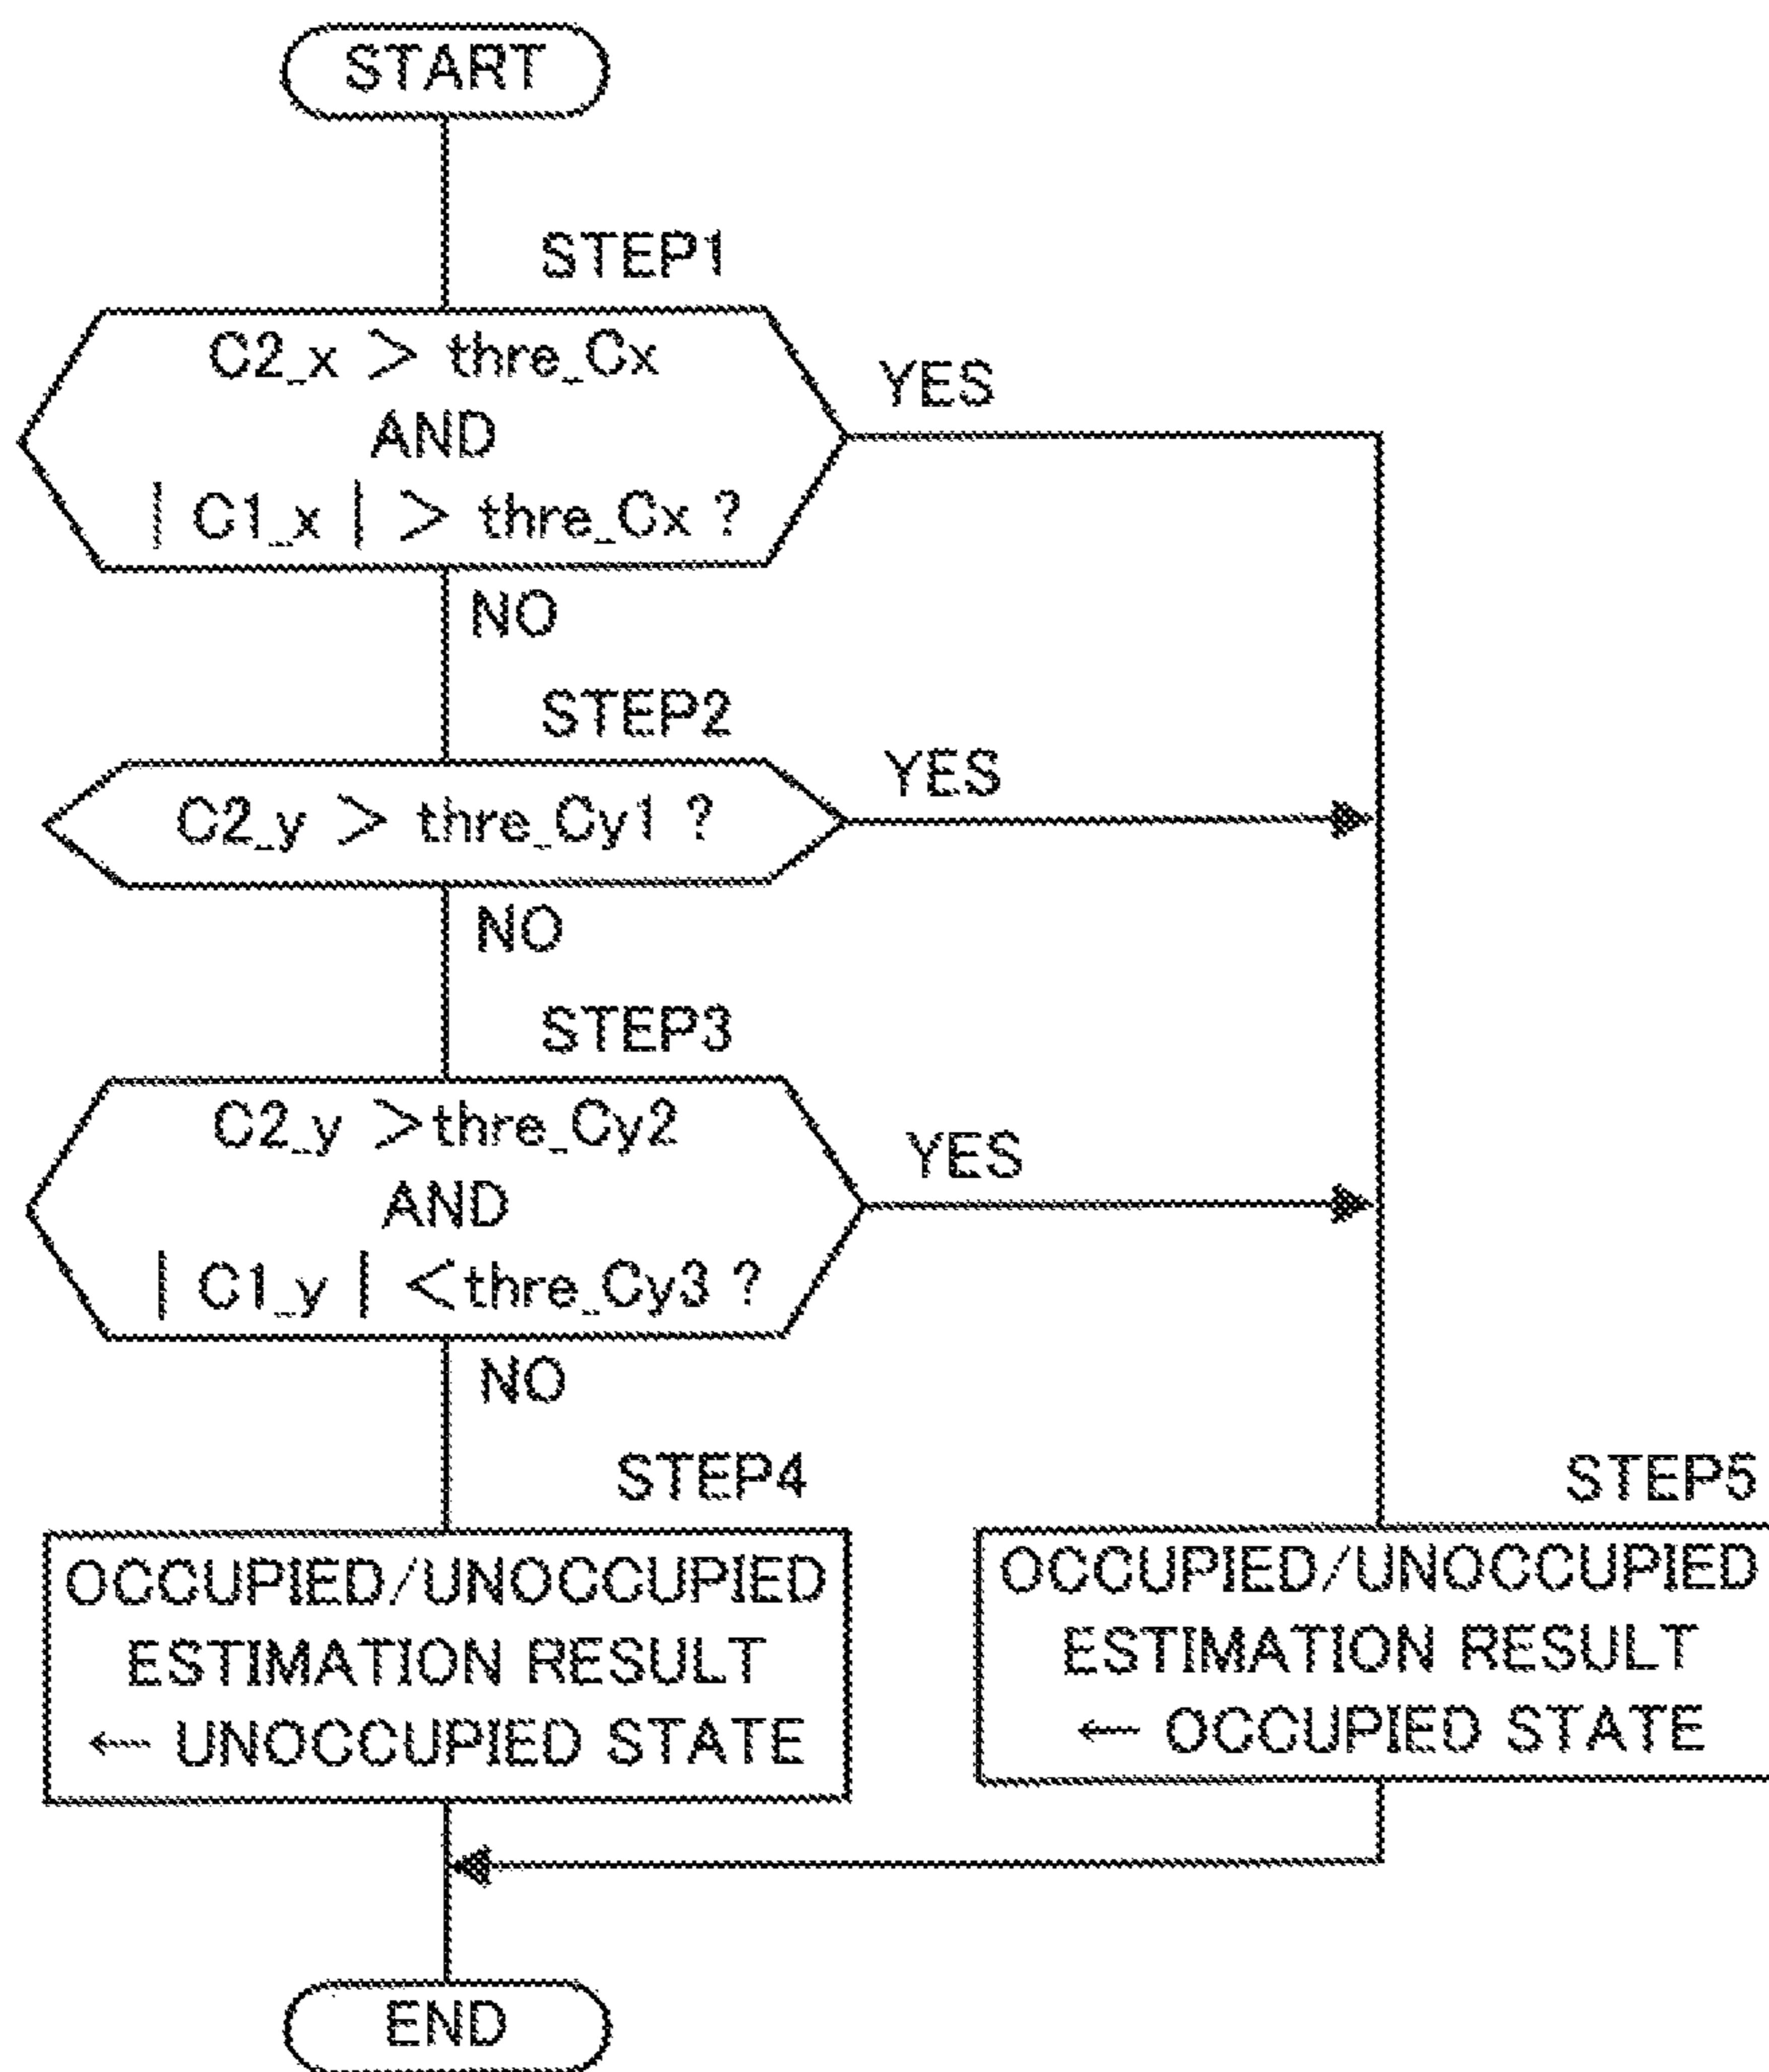 START
STEP1
C2_x > thre_Cx
AND
| C1_x | > thre_Cx ?
YES
NO
STEP2
C2_y > thre_Cy1 ?
YES
NO
STEP3
C2_y >thre_Cy2
AND
| C1_y | <thre_Cy3 ?
YES
NO
STEP4
OCCUPIED/UNOCCUPIED
ESTIMATION RESULT
← UNOCCUPIED STATE
STEP5
OCCUPIED/UNOCCUPIED
ESTIMATION RESULT
← OCCUPIED STATE
END